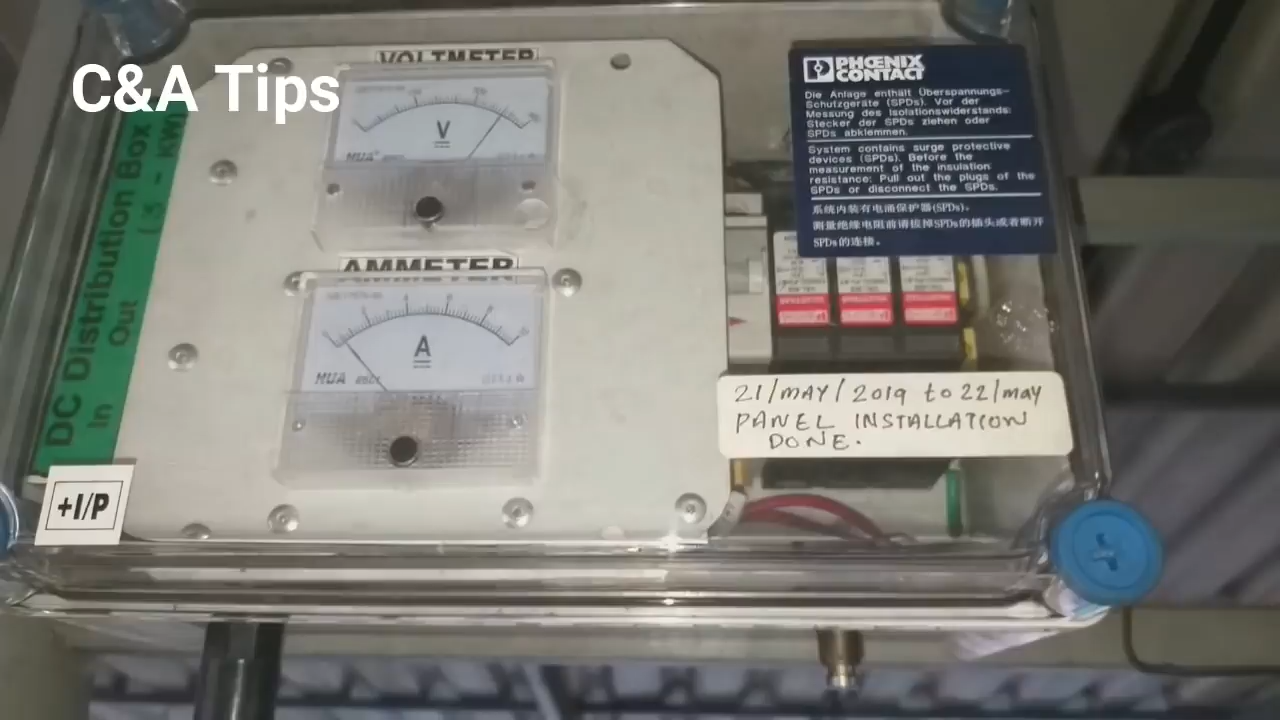 C&A Tips
VOLTMETER
V
MUA
AMMETER
A
MUA
DC Distribution Box
In Out
+I/P
PHŒNIX
CONTACT
Die Anlage enthält Überspannungs-
Schutzgeräte (SPDs). Vor der
Messung des Isolationswiderstands:
Stecker der SPDs ziehen oder
SPDs abklemmen.
System contains surge protective
devices (SPDs). Before the
measurement of the insulation
resistance: Pull out the plugs of the
SPDs or disconnect the SPDs.
系统内装有电涌保护器(SPDs)。
测量绝缘电阻前请拔掉SPDs的插头或者断开
SPDs的连接。
21/MAY/2019 to 22/may
PANEL INSTALLATION
DONE.